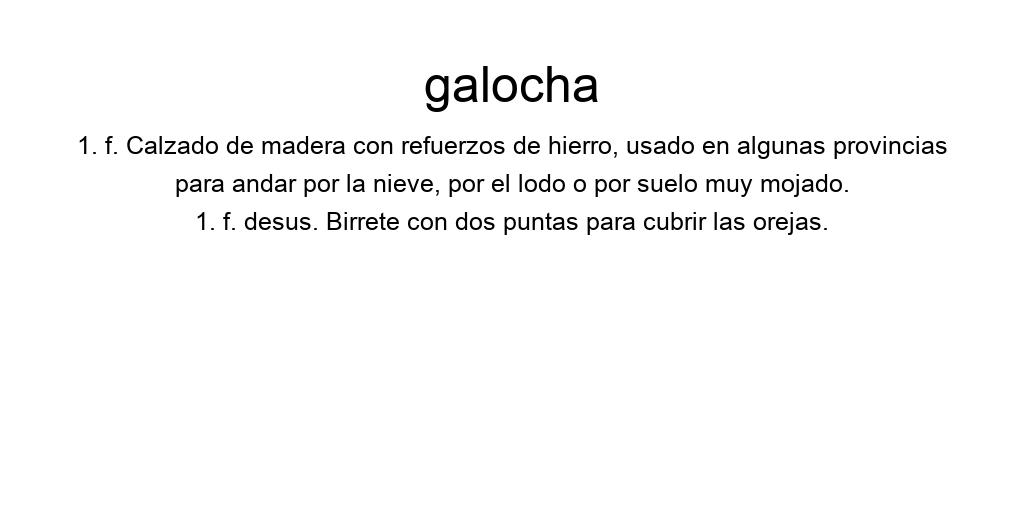 galocha
1. f. Calzado de madera con refuerzos de hierro, usado en algunas provincias
para andar por la nieve, por el lodo o por suelo muy mojado.
1. f. desus. Birrete con dos puntas para cubrir las orejas.